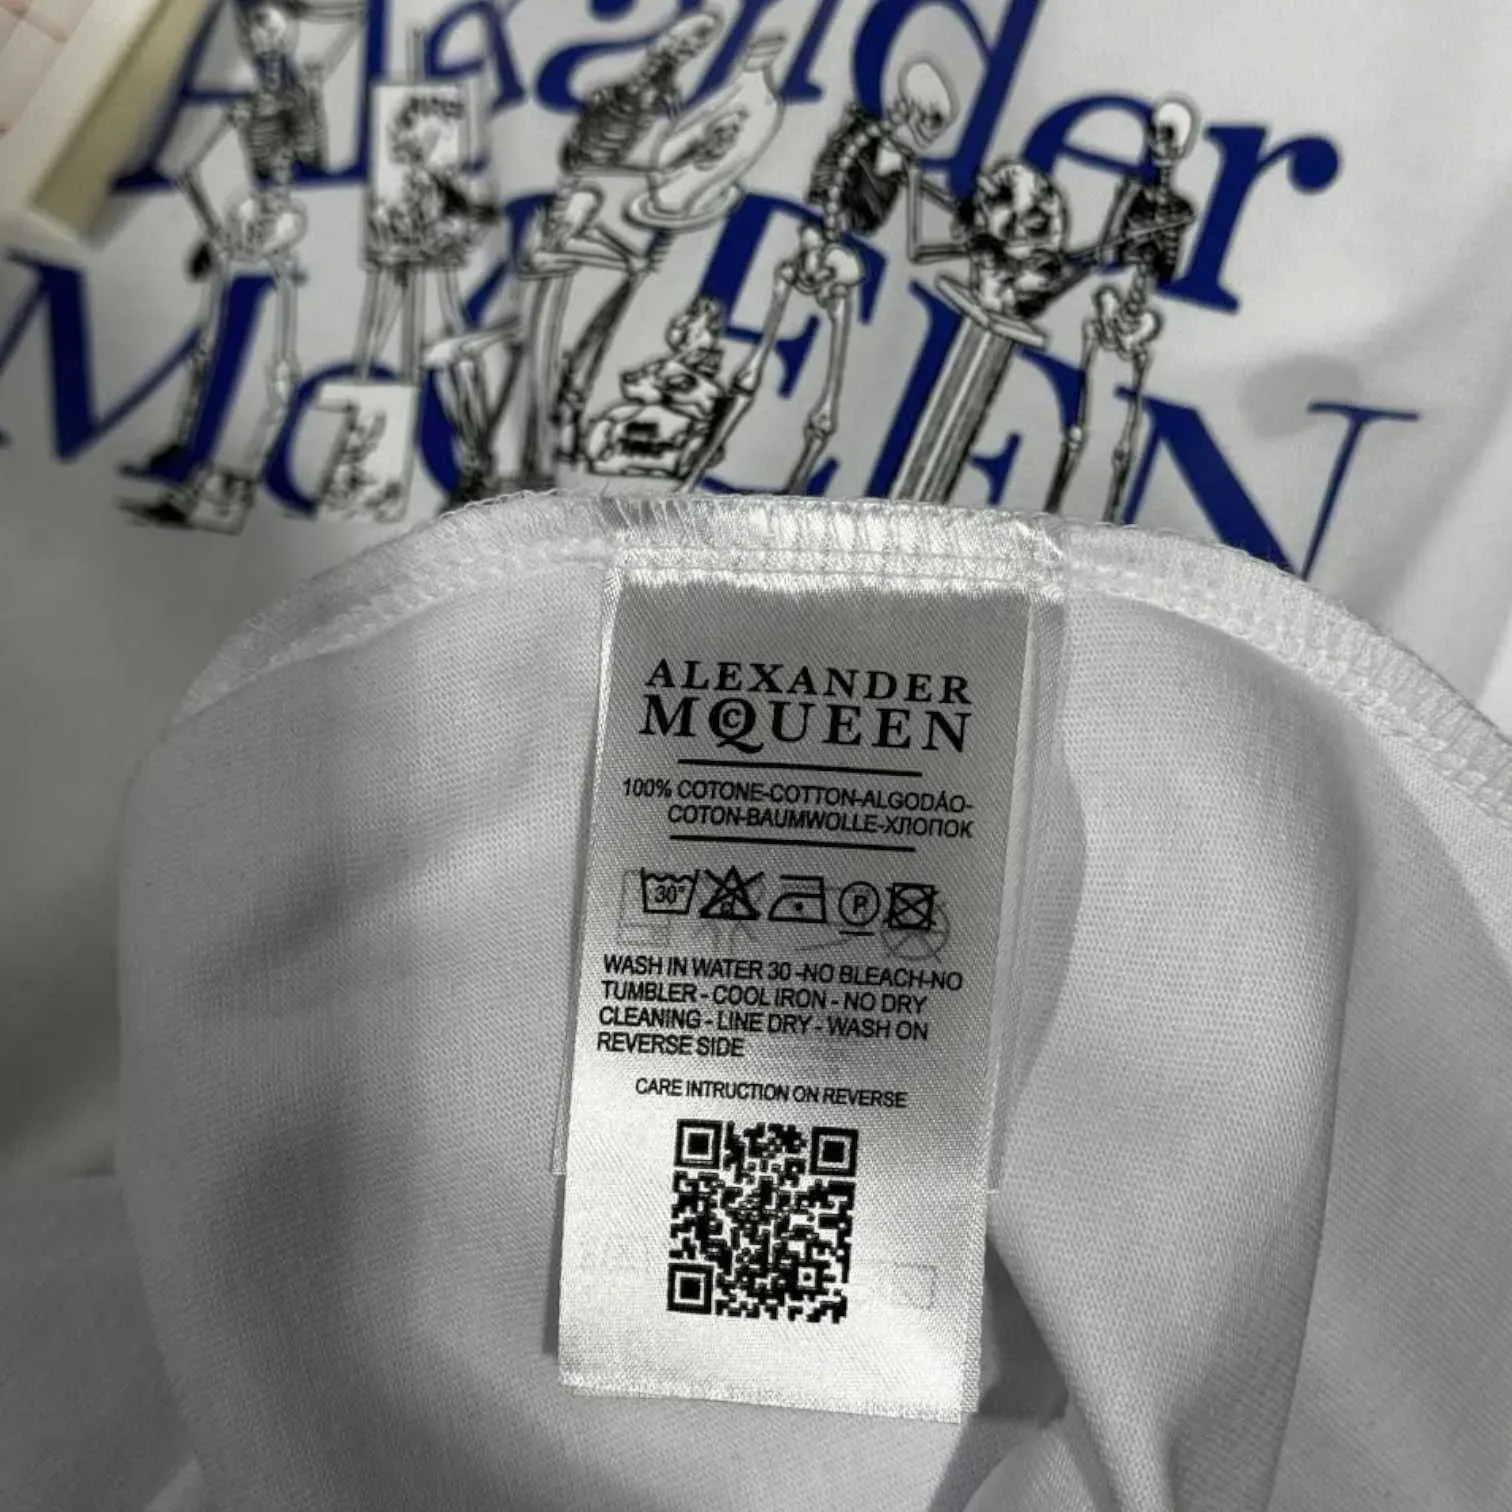 Alexander
McQUEEN
ALEXANDER
MCQUEEN
100% COTONE-COTTON-ALGODÁO-
COTON-BAUMWOLLE-ХЛОПОК
30° P
WASH IN WATER 30 -NO BLEACH-NO
TUMBLER - COOL IRON - NO DRY
CLEANING - LINE DRY - WASH ON
REVERSE SIDE
CARE INTRUCTION ON REVERSE